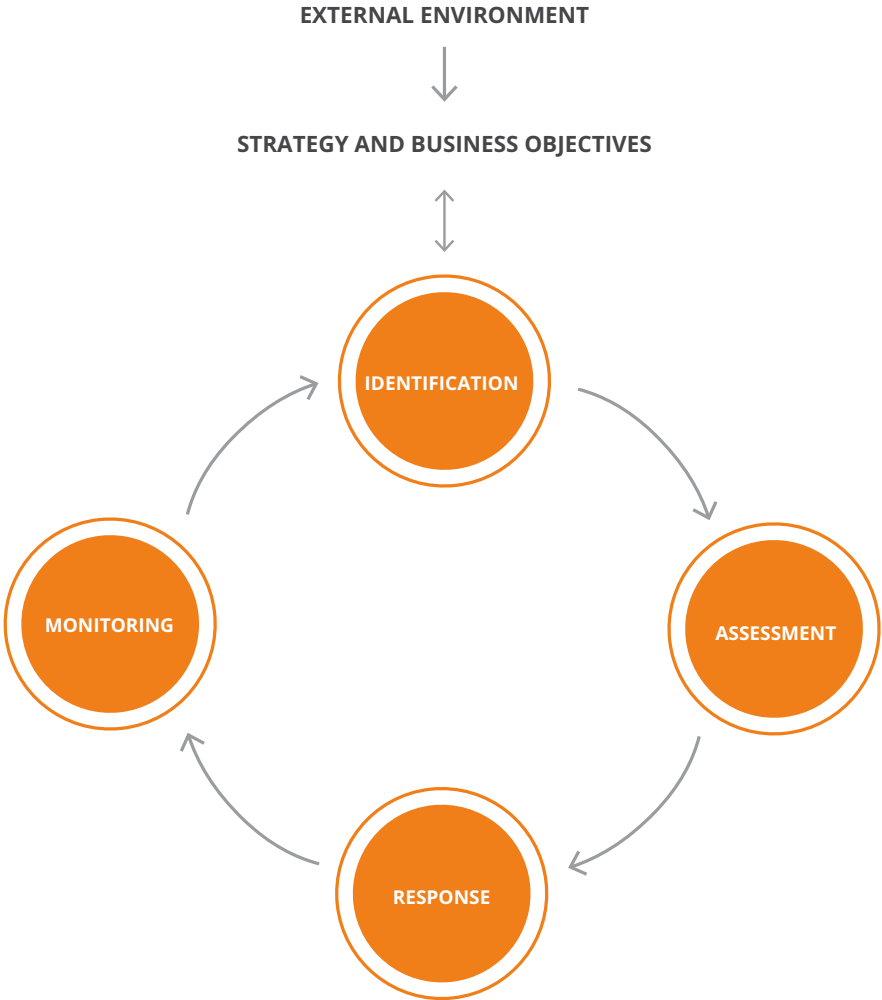 EXTERNAL ENVIRONMENT
STRATEGY AND BUSINESS OBJECTIVES
IDENTIFICATION
ASSESSMENT
RESPONSE
MONITORING